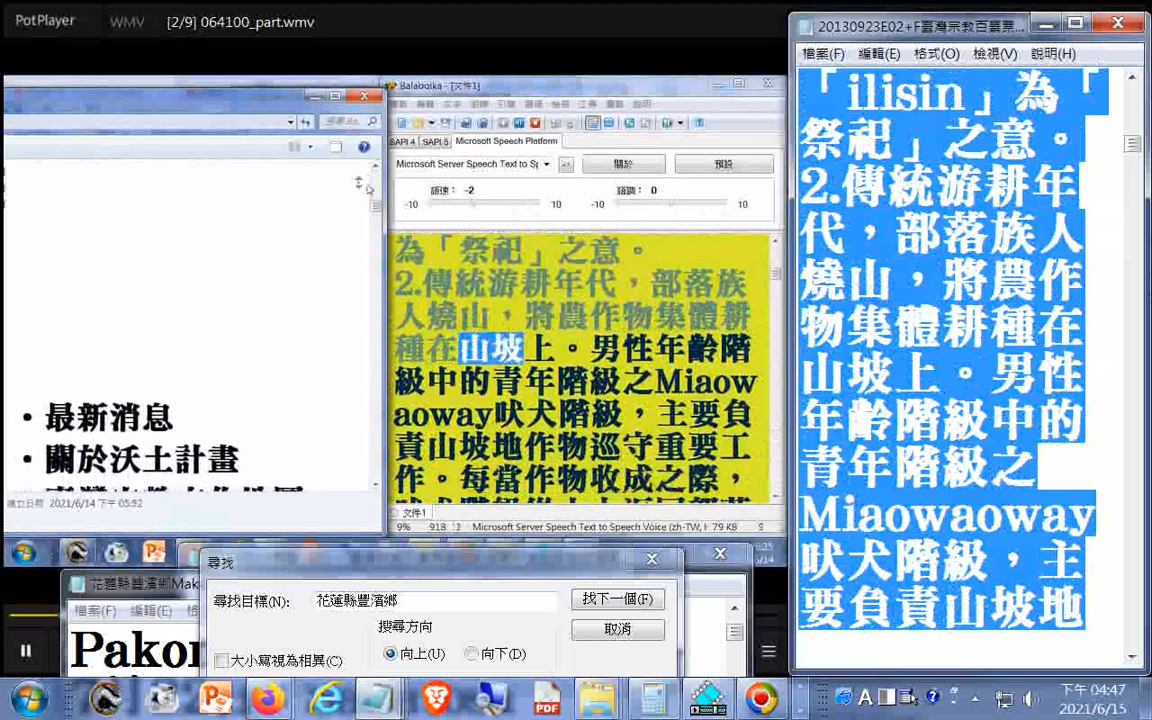 PotPlayer WMV [2/9] 064100_part.wmv
Balabolka - [文件1]
SAPI 4 SAPI 5 Microsoft Speech Platform
Microsoft Server Speech Text to Sp
關於
預設
語速： -2
語調： 0
-10 10 -10 10
為「祭祀」之意。
2.傳統游耕年代，部落族
人燒山，將農作物集體耕
種在山坡上。男性年齡階
級中的青年階級之Miaow
aoway吠犬階級，主要負
責山坡地作物巡守重要工
作。每當作物收成之際，
文件1
9% 918 : 1 Microsoft Server Speech Text to Speech Voice (zh-TW, H 79 KB
• 最新消息
• 關於沃土計畫
建立日期 2021/6/14 下午 05:52
20130923E02+F臺灣宗教百景票...
檔案(F) 編輯(E) 格式(O) 檢視(V) 說明(H)
「ilisin」為「
祭祀」之意。
2.傳統游耕年
代，部落族人
燒山，將農作
物集體耕種在
山坡上。男性
年齡階級中的
青年階級之
Miaowaoway
吠犬階級，主
要負責山坡地
花蓮縣豐濱鄉Mak
檔案(F) 編輯(E) 格
Pakor
尋找
尋找目標(N): 花蓮縣豐濱鄉
找下一個(F)
取消
搜尋方向
大小寫視為相異(C)
向上(U) 向下(D)
下午 04:47
2021/6/15